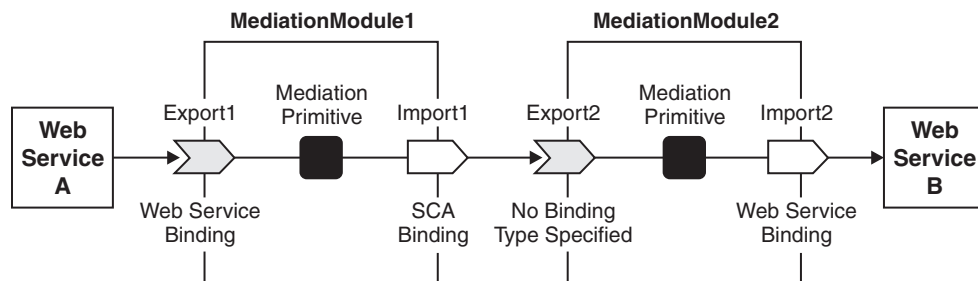 MediationModule1
MediationModule2
Mediation
Primitive
Mediation
Primitive
Export1
Import1
Export2
Import2
Web
Service
A
Web
Service
B
Web Service
Binding
SCA
Binding
No Binding
Type Specified
Web Service
Binding